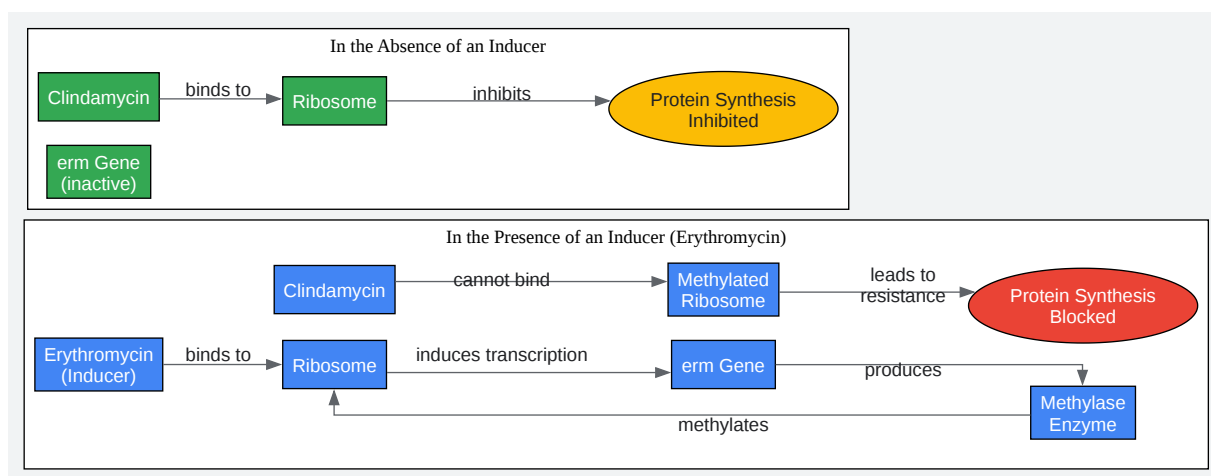 In the Absence of an Inducer
Clindamycin
binds to
Ribosome
inhibits
Protein Synthesis
Inhibited
erm Gene
(inactive)
In the Presence of an Inducer (Erythromycin)
Clindamycin
cannot bind
Methylated
Ribosome
leads to
resistance
Protein Synthesis
Blocked
Erythromycin
(Inducer)
binds to
Ribosome
induces transcription
erm Gene
produces
Methylase
Enzyme
methylates